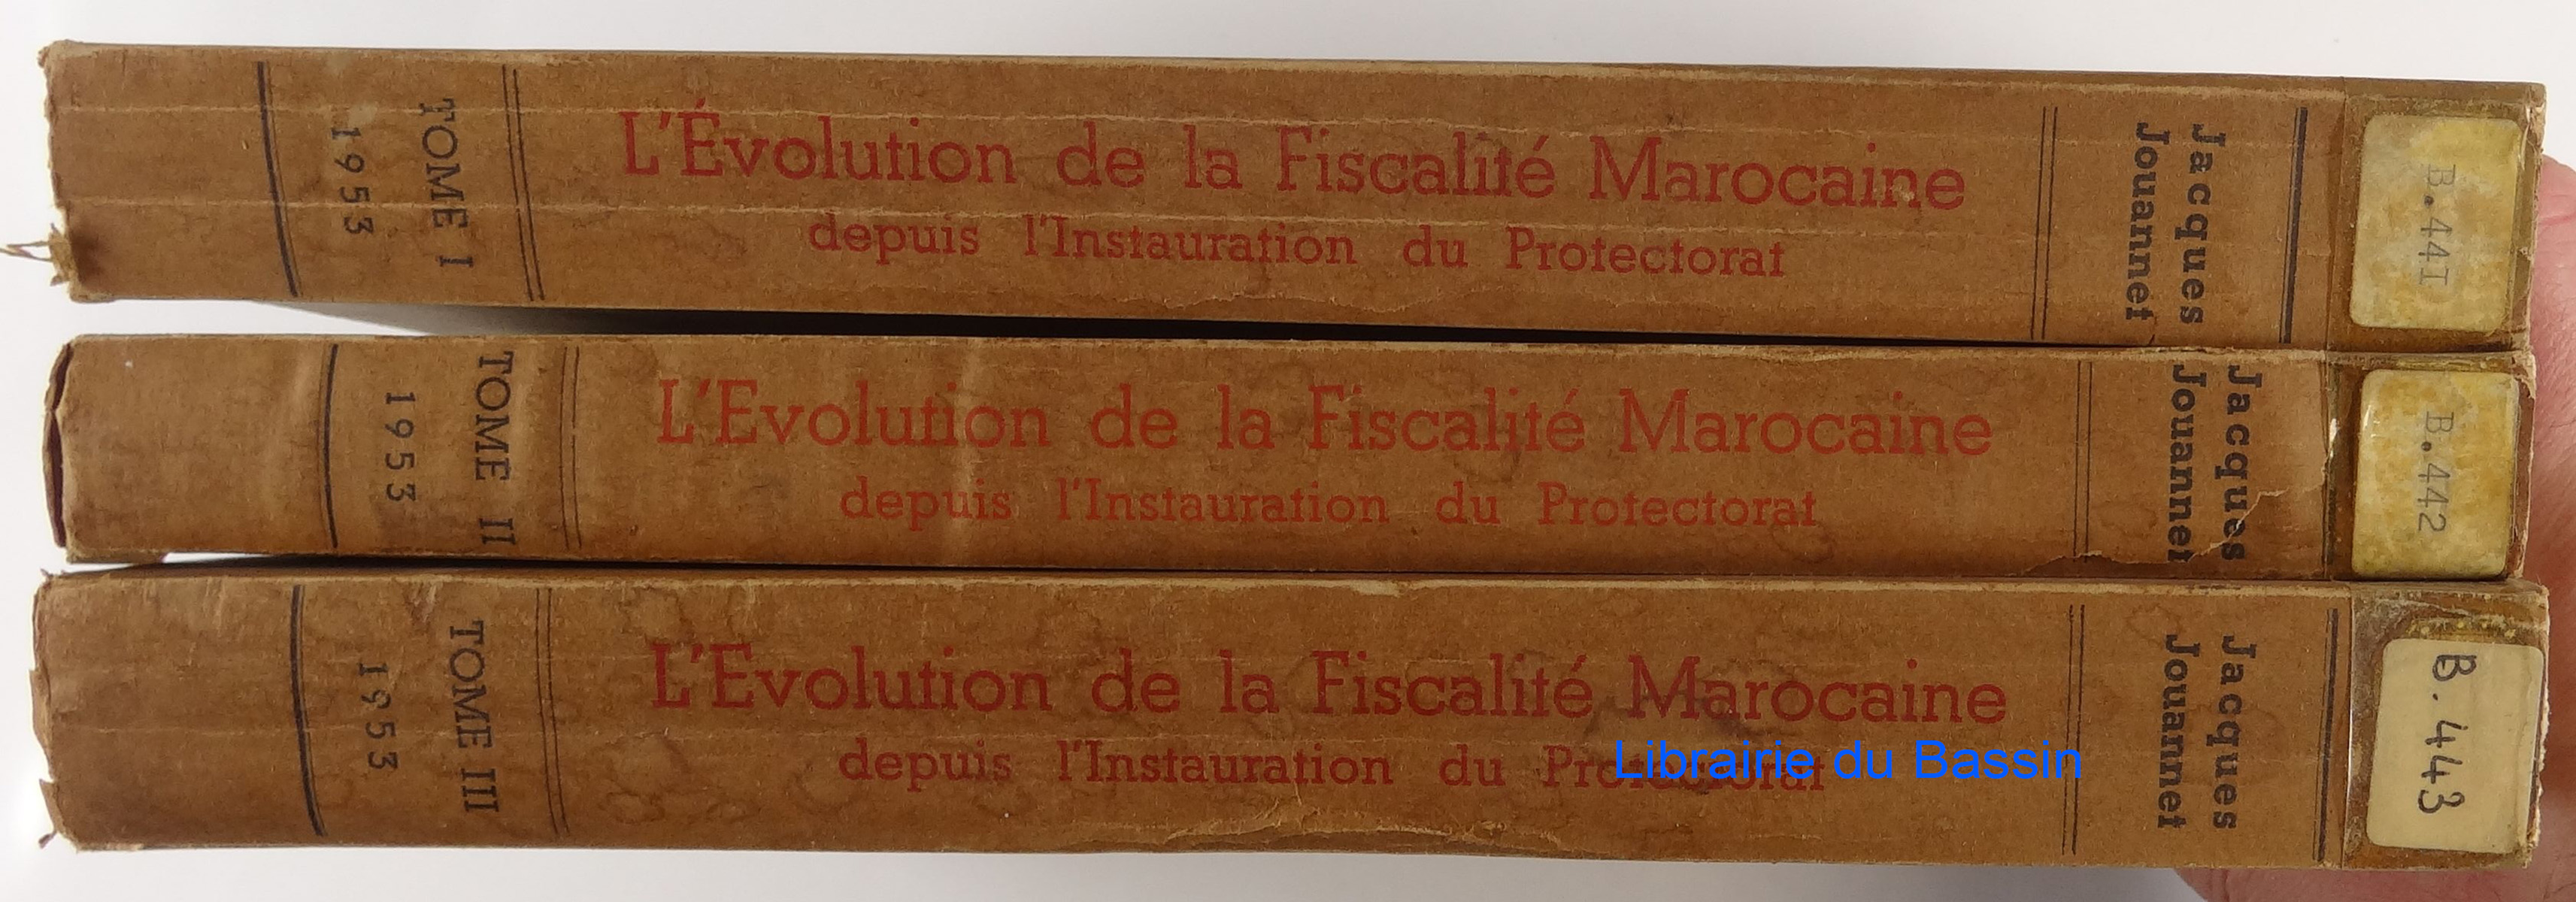 L'Évolution de la Fiscalité Marocaine
depuis l'Instauration du Protectorat
TOME I
1953
Jacques
Jouannet
B.44I
L'Evolution de la Fiscalité Marocaine
depuis l'Instauration du Protectorat
TOME II
1953
Jacques
Jouannet
B.442
L'Evolution de la Fiscalité Marocaine
depuis l'Instauration du Protectorat
TOME III
1953
Jacques
Jouannet
B.443
Librairie du Bassin